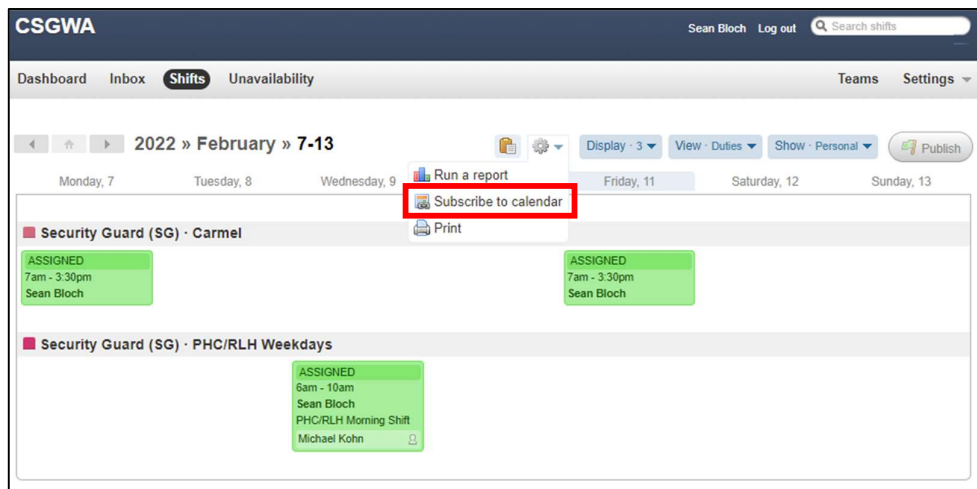 CSGWA
Sean Bloch Log out Search shifts
Dashboard Inbox Shifts Unavailability Teams Settings
2022 » February » 7-13 Display · 3 View · Duties Show · Personal Publish
Monday, 7 Tuesday, 8 Wednesday, 9 Friday, 11 Saturday, 12 Sunday, 13
Run a report
Subscribe to calendar
Print
Security Guard (SG) · Carmel
ASSIGNED ASSIGNED
7am - 3:30pm 7am - 3:30pm
Sean Bloch Sean Bloch
Security Guard (SG) · PHC/RLH Weekdays
ASSIGNED
6am - 10am
Sean Bloch
PHC/RLH Morning Shift
Michael Kohn